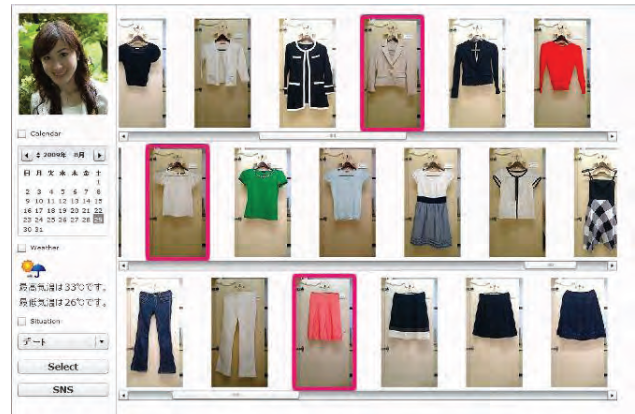 Calendar
2009年 8月
日 月 火 水 木 金 土
1
2 3 4 5 6 7 8
9 10 11 12 13 14 15
16 17 18 19 20 21 22
23 24 25 26 27 28 29
30 31
Weather
最高気温は33℃です。
最低気温は26℃です。
Situation
デート
Select
SNS